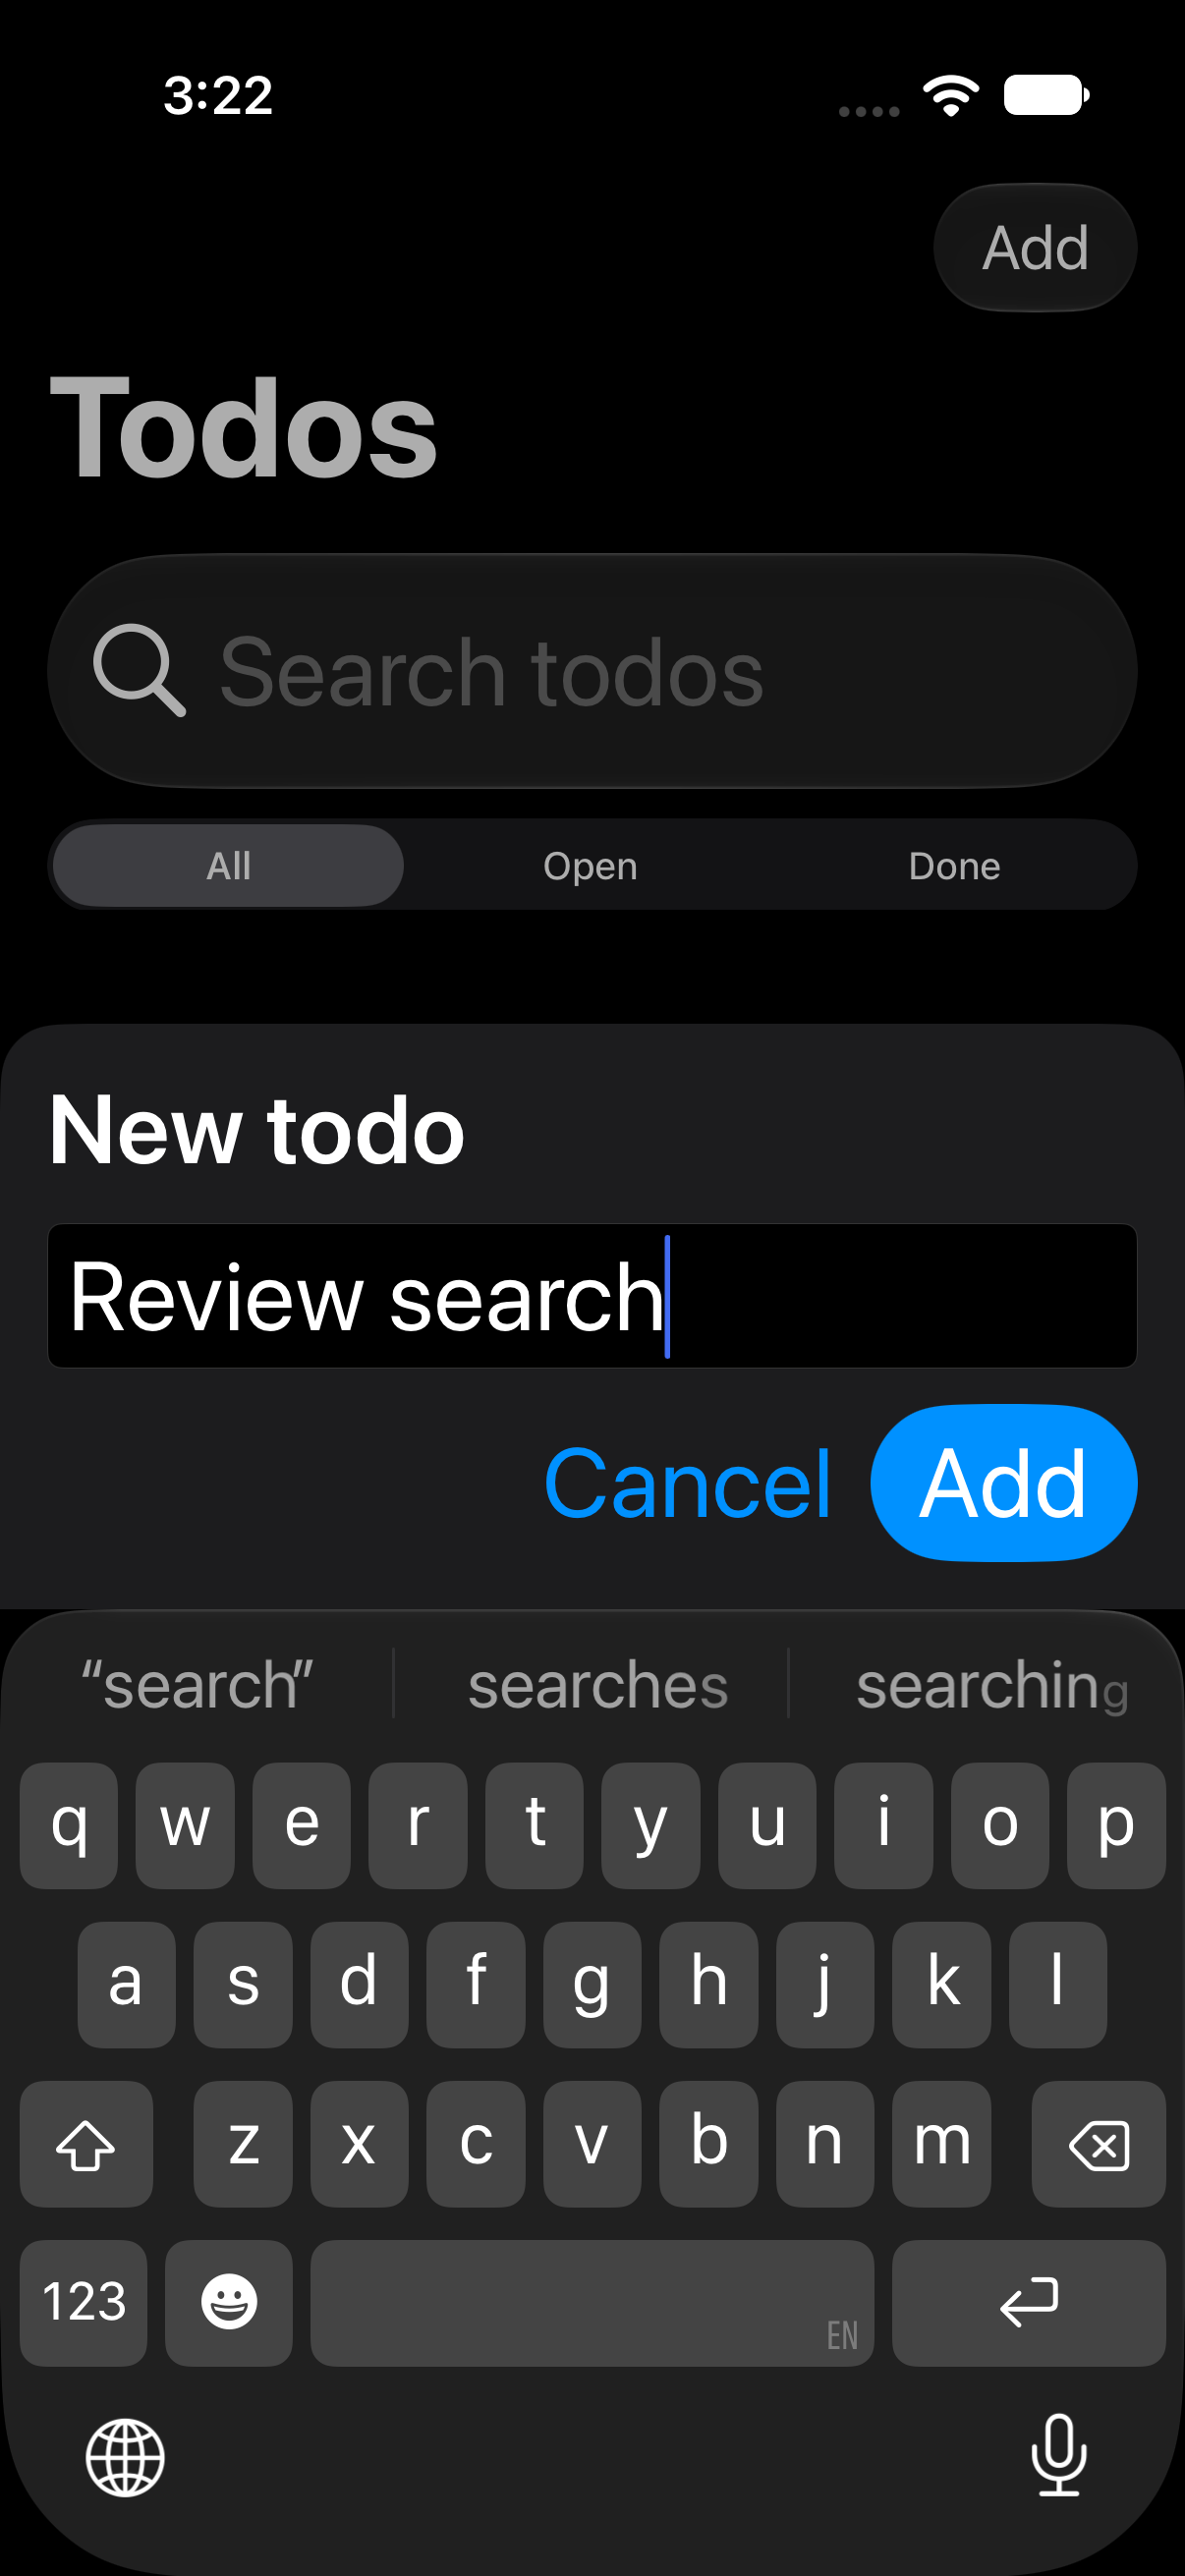 3:22
Add
Todos
Search todos
All Open Done
New todo
Review search
Cancel Add
“search” searches searching
q w e r t y u i o p
a s d f g h j k l
z x c v b n m
123
EN